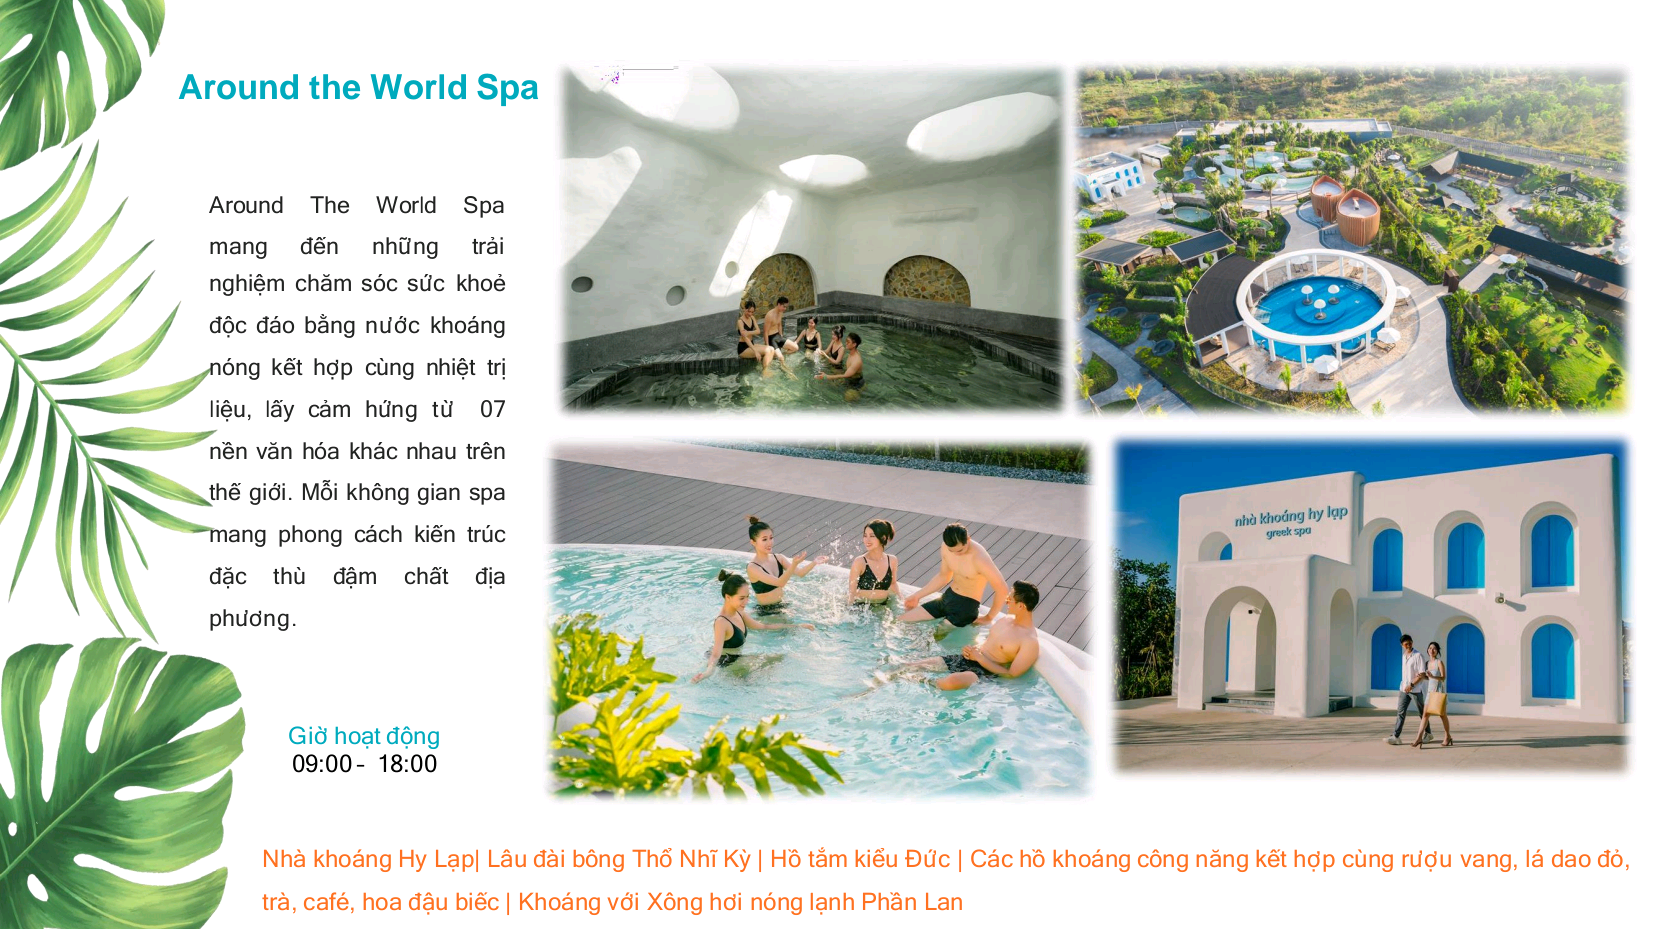 Around the World Spa
Around The World Spa
mang đến những trải
nghiệm chăm sóc sức khoẻ
độc đáo bằng nước khoáng
nóng kết hợp cùng nhiệt trị
liệu, lấy cảm hứng từ 07
nền văn hóa khác nhau trên
thế giới. Mỗi không gian spa
mang phong cách kiến trúc
đặc thù đậm chất địa
phương.
nhà khoáng hy lạp
greek spa
Giờ hoạt động
09:00 - 18:00
Nhà khoáng Hy Lạp| Lâu đài bông Thổ Nhĩ Kỳ | Hồ tắm kiểu Đức | Các hồ khoáng công năng kết hợp cùng rượu vang, lá dao đỏ,
trà, café, hoa đậu biếc | Khoáng với Xông hơi nóng lạnh Phần Lan